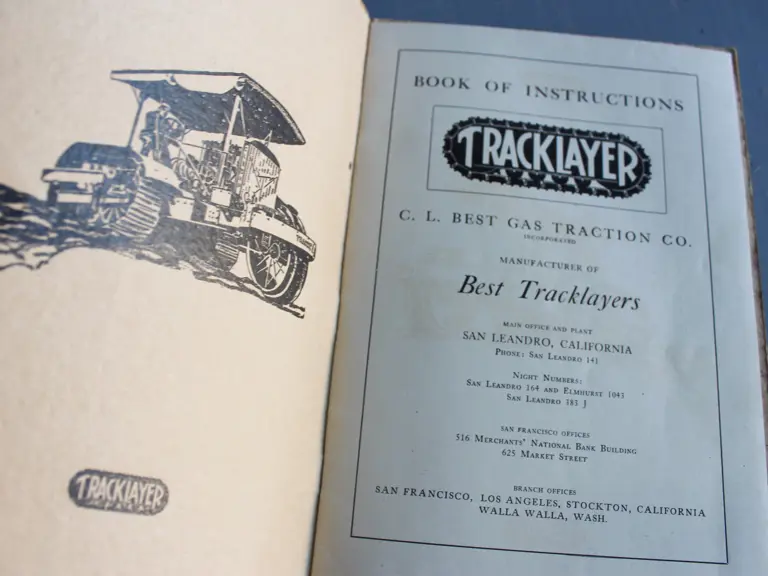 TRACKLAYER
BOOK OF INSTRUCTIONS
TRACKLAYER
C. L. BEST GAS TRACTION CO.
INCORPORATED
MANUFACTURER OF
Best Tracklayers
MAIN OFFICE AND PLANT
SAN LEANDRO, CALIFORNIA
PHONE: SAN LEANDRO 141
NIGHT NUMBERS:
SAN LEANDRO 164 AND ELMHURST 1043
SAN LEANDRO 183 J
SAN FRANCISCO OFFICES
516 MERCHANTS' NATIONAL BANK BUILDING
625 MARKET STREET
BRANCH OFFICES
SAN FRANCISCO, LOS ANGELES, STOCKTON, CALIFORNIA
WALLA WALLA, WASH.